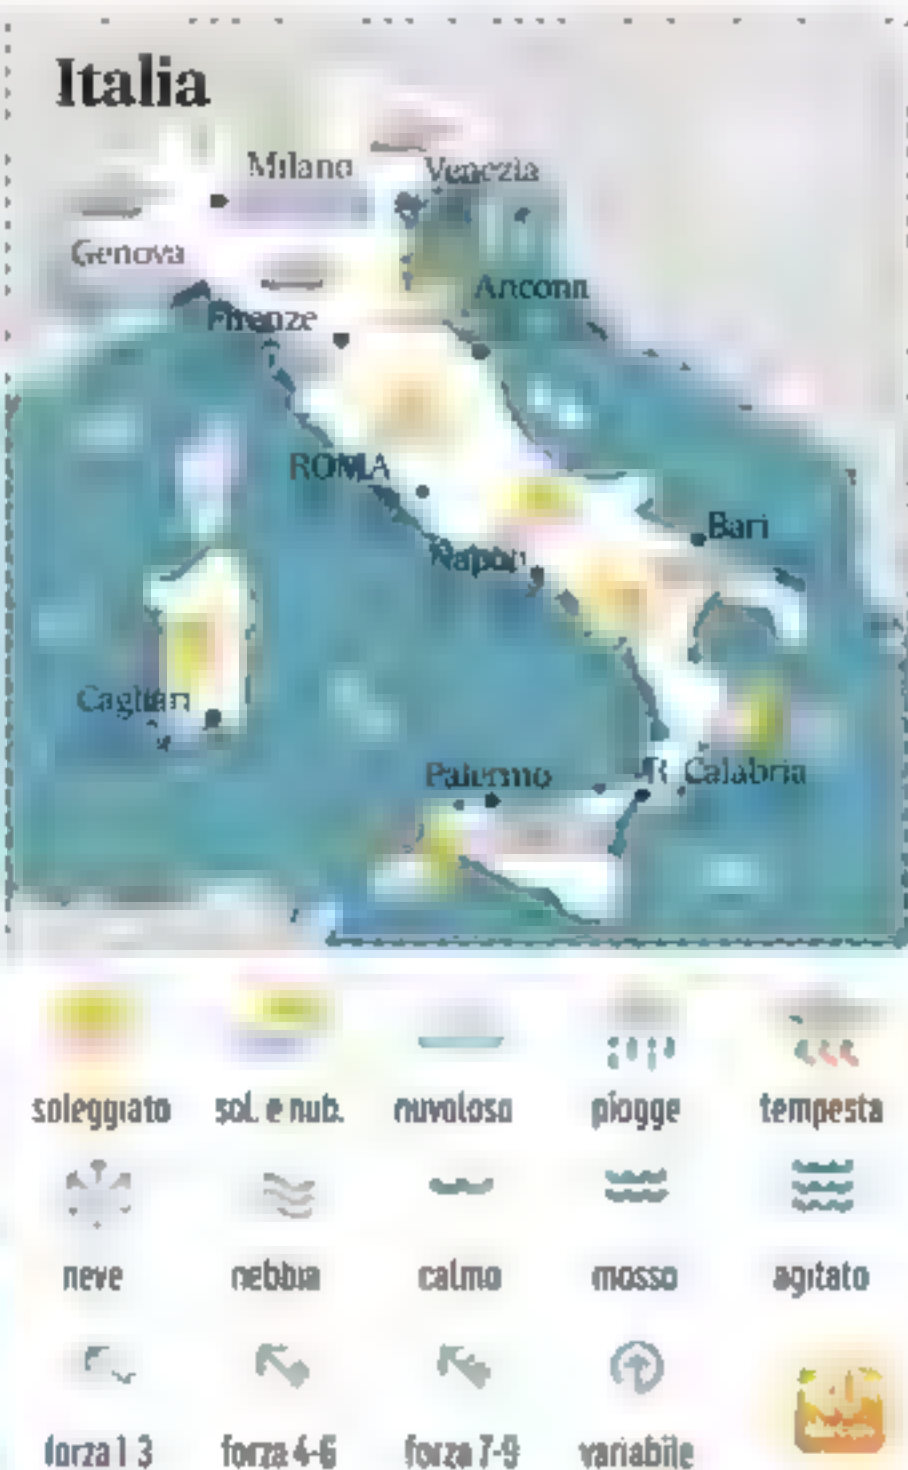 Italia
Milano
Venezia
Genova
Ancona
Firenze
ROMA
Bari
Napoli
Cagliari
Palermo
R. Calabria
soleggiato sol. e nub. nuvoloso piogge tempesta
neve nebbia calmo mosso agitato
forza 1-3 forza 4-6 forza 7-9 variabile